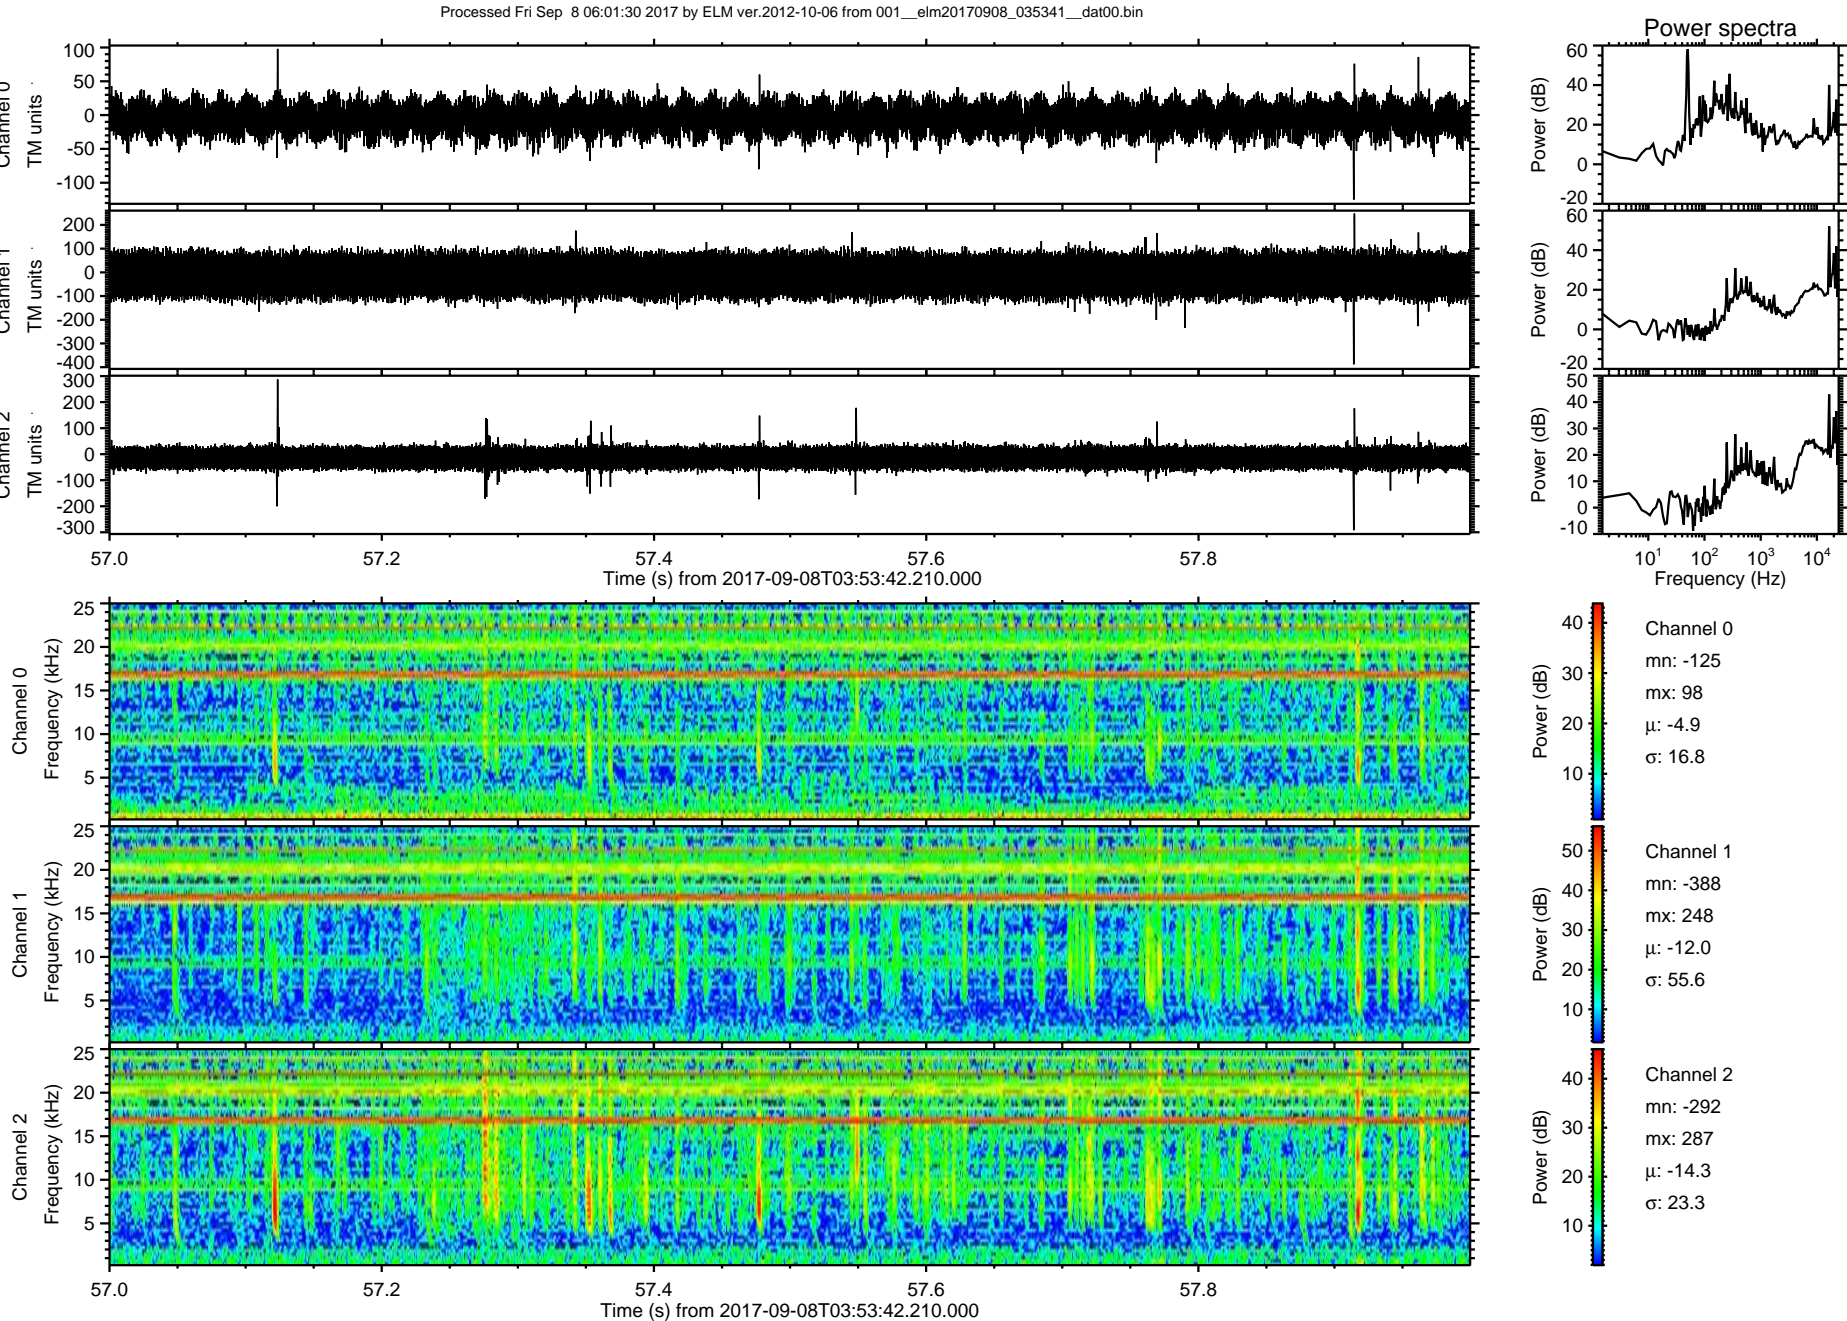 Processed Fri Sep  8 06:01:30 2017 by ELM ver.2012-10-06 from 001__elm20170908_035341__dat00.bin
Power spectra
Channel 0
TM units
100
50
0
-50
-100
Power (dB)
60
40
20
0
-20
Channel 1
TM units
200
100
0
-100
-200
-300
-400
Power (dB)
60
40
20
0
-20
Channel 2
TM units
300
200
100
0
-100
-200
-300
Power (dB)
50
40
30
20
10
0
-10
57.0 57.2 57.4 57.6 57.8
Time (s) from 2017-09-08T03:53:42.210.000
10¹ 10² 10³ 10⁴
Frequency (Hz)
Channel 0
Frequency (kHz)
25
20
15
10
5
Power (dB)
40
30
20
10
Channel 0
mn: -125
mx: 98
μ: -4.9
σ: 16.8
Channel 1
Frequency (kHz)
25
20
15
10
5
Power (dB)
50
40
30
20
10
Channel 1
mn: -388
mx: 248
μ: -12.0
σ: 55.6
Channel 2
Frequency (kHz)
25
20
15
10
5
Power (dB)
40
30
20
10
Channel 2
mn: -292
mx: 287
μ: -14.3
σ: 23.3
57.0 57.2 57.4 57.6 57.8
Time (s) from 2017-09-08T03:53:42.210.000